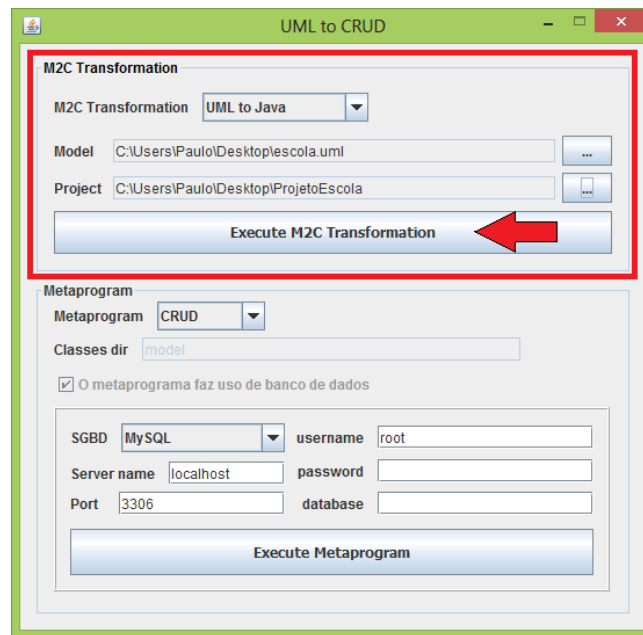 UML to CRUD
M2C Transformation
M2C Transformation UML to Java
Model C:\Users\Paulo\Desktop\escola.uml ...
Project C:\Users\Paulo\Desktop\ProjetoEscola ...
Execute M2C Transformation
Metaprogram
Metaprogram CRUD
Classes dir model
O metaprograma faz uso de banco de dados
SGBD MySQL username root
Server name localhost password
Port 3306 database
Execute Metaprogram